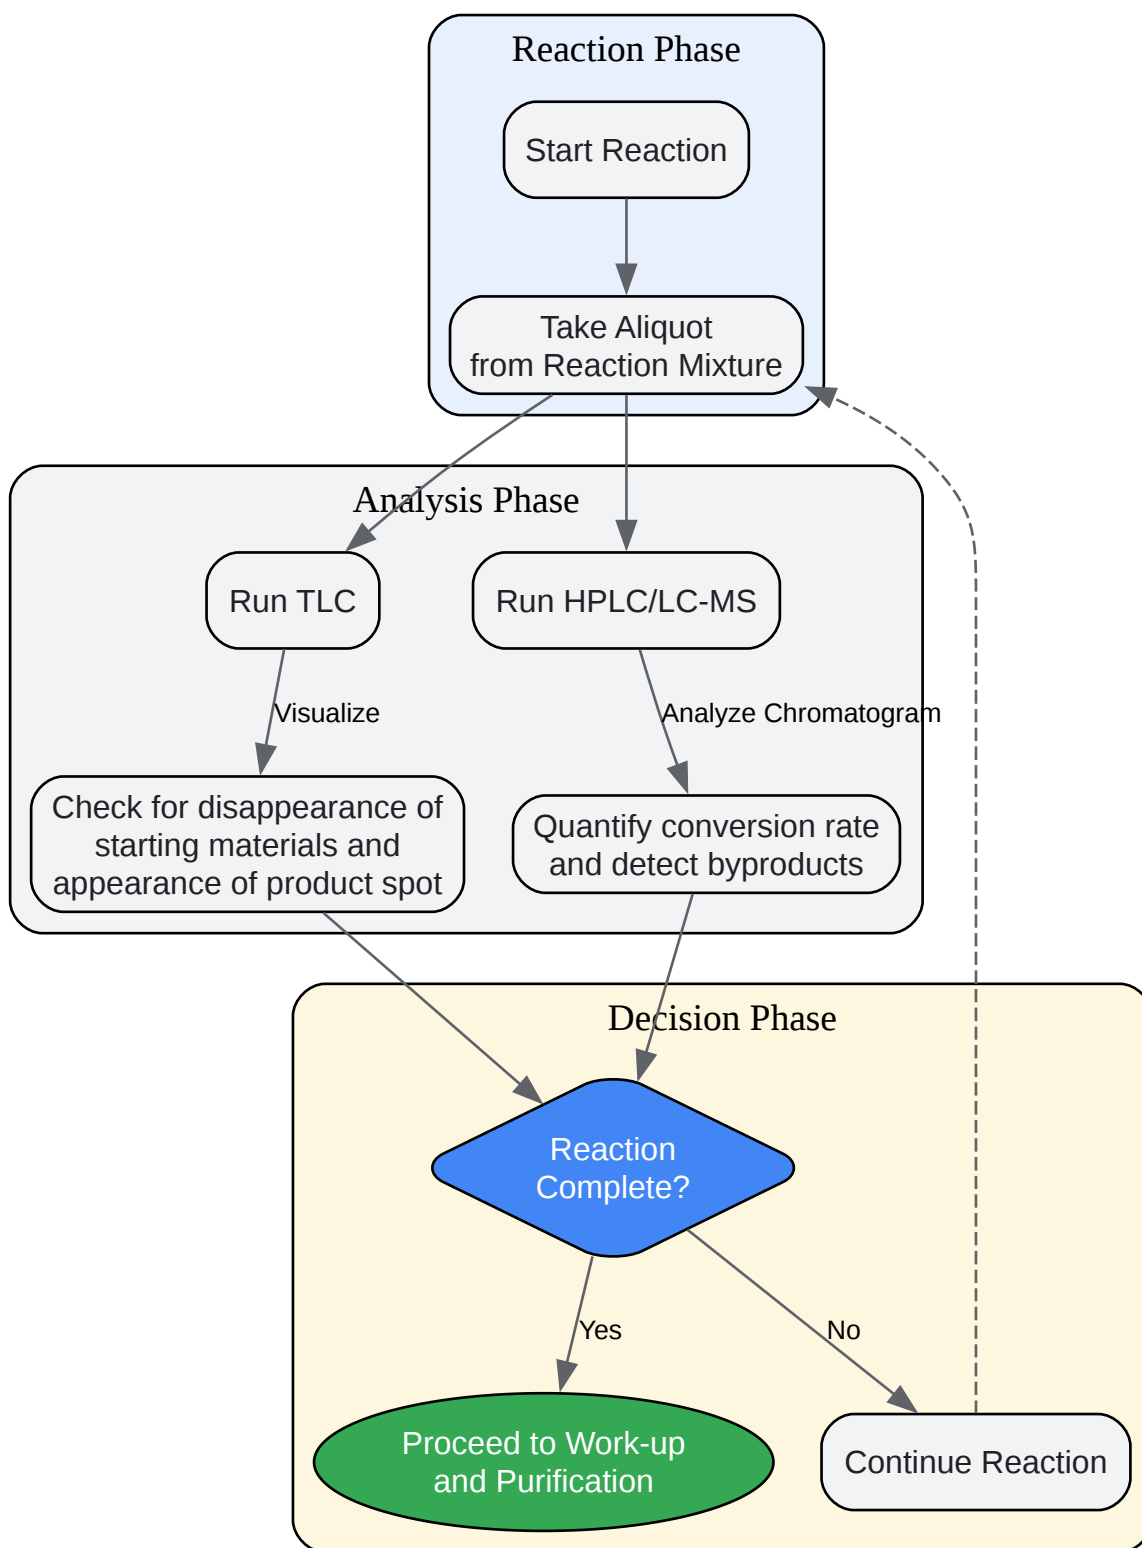 Reaction Phase
Start Reaction
Take Aliquot
from Reaction Mixture
Analysis Phase
Run TLC
Run HPLC/LC-MS
Visualize
Analyze Chromatogram
Check for disappearance of
starting materials and
appearance of product spot
Quantify conversion rate
and detect byproducts
Decision Phase
Reaction
Complete?
Yes
No
Proceed to Work-up
and Purification
Continue Reaction